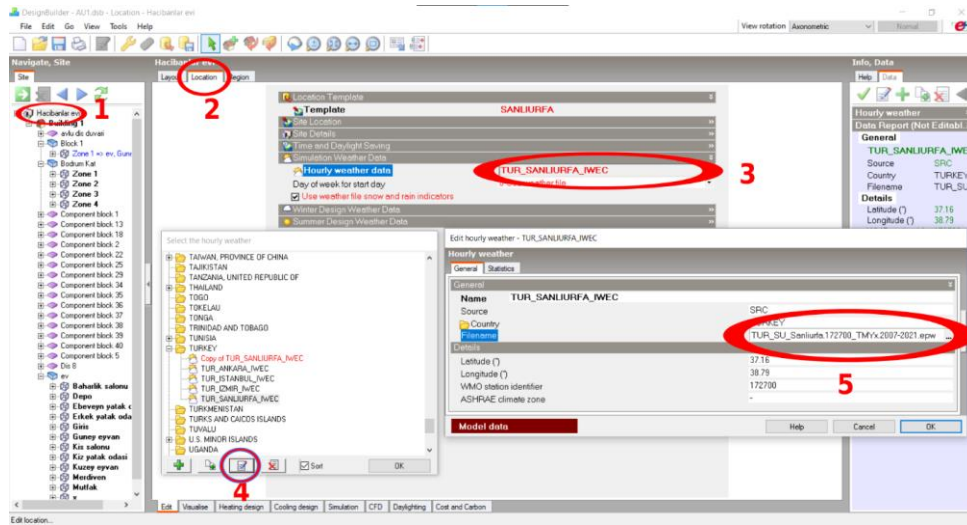 DesignBuilder - AU1.dsb - Location - Hacibanlar evi
File Edit Go View Tools Help
View rotation Axonometric
Normal
Navigate, Site
Site
Hacibanlar evi
Building 1
avlu dis duvari
Block 1
Bodrum Kat
Zone 1
Zone 2
Zone 3
Zone 4
Component block 1
Component block 13
Component block 18
Component block 2
Component block 22
Component block 25
Component block 29
Component block 34
Component block 35
Component block 36
Component block 37
Component block 38
Component block 39
Component block 40
Component block 5
Dis 8
ev
Baharlik salonu
Depo
Ebeveyn yatak
Erkek yatak oda
Giris
Guney eyvan
Kis salonu
Kiz yatak odasi
Kuzey eyvan
Merdiven
Mutfak
Edit location...
1
Hacibanlar evi
Layout Location Region
2
Location Template
Template SANLIURFA
Site Location
Site Details
Time and Daylight Saving
Simulation Weather Data
Hourly weather data TUR_SANLIURFA_IWEC
3
Day of week for start day
Use weather file snow and rain indicators
Winter Design Weather Data
Summer Design Weather Data
Select the hourly weather
TAIWAN, PROVINCE OF CHINA
TAJIKISTAN
TANZANIA, UNITED REPUBLIC OF
THAILAND
TOGO
TOKELAU
TONGA
TRINIDAD AND TOBAGO
TUNISIA
TURKEY
Copy of TUR_SANLIURFA_IWEC
TUR_ANKARA_IWEC
TUR_ISTANBUL_IWEC
TUR_IZMIR_IWEC
TUR_SANLIURFA_IWEC
TURKMENISTAN
TURKS AND CAICOS ISLANDS
TUVALU
U.S. MINOR ISLANDS
UGANDA
Sort OK
4
Edit hourly weather - TUR_SANLIURFA_IWEC
Hourly weather
General Statistics
General
Name TUR_SANLIURFA_IWEC
Source SRC
Country TURKEY
Filename TUR_SU_Sanliurfa.172700_TMYx.2007-2021.epw ...
Details
Latitude (°) 37.16
Longitude (°) 38.79
WMO station identifier 172700
ASHRAE climate zone -
5
Model data Help Cancel OK
Edit Visualise Heating design Cooling design Simulation CFD Daylighting Cost and Carbon
Info, Data
Help Data
Hourly weather
Data Report (Not Editabl
General
TUR_SANLIURFA_IWE
Source SRC
Country TURKE
Filename TUR_SU
Details
Latitude (°) 37.16
Longitude (°) 38.79